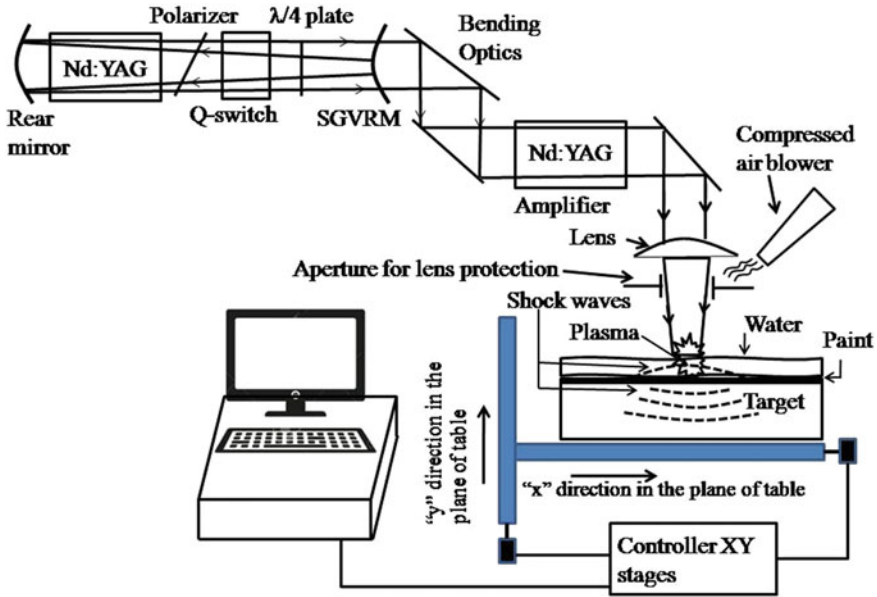 Polarizer
λ/4 plate
Bending
Optics
Nd:YAG
Rear
mirror
Q-switch
SGVRM
Nd:YAG
Amplifier
Compressed
air blower
Lens
Aperture for lens protection
Shock waves
Plasma
Water
Paint
Target
"y" direction in the
plane of table
"x" direction in the plane of table
Controller XY
stages